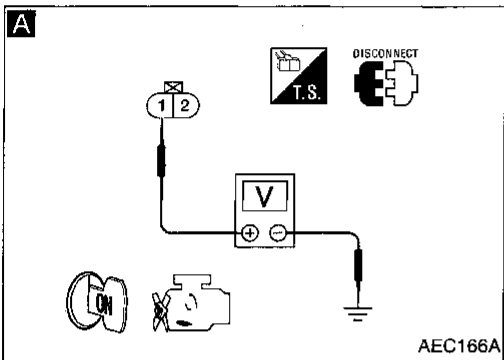 A
DISCONNECT
T.S.
1 2
V
+ −
ON
AEC166A